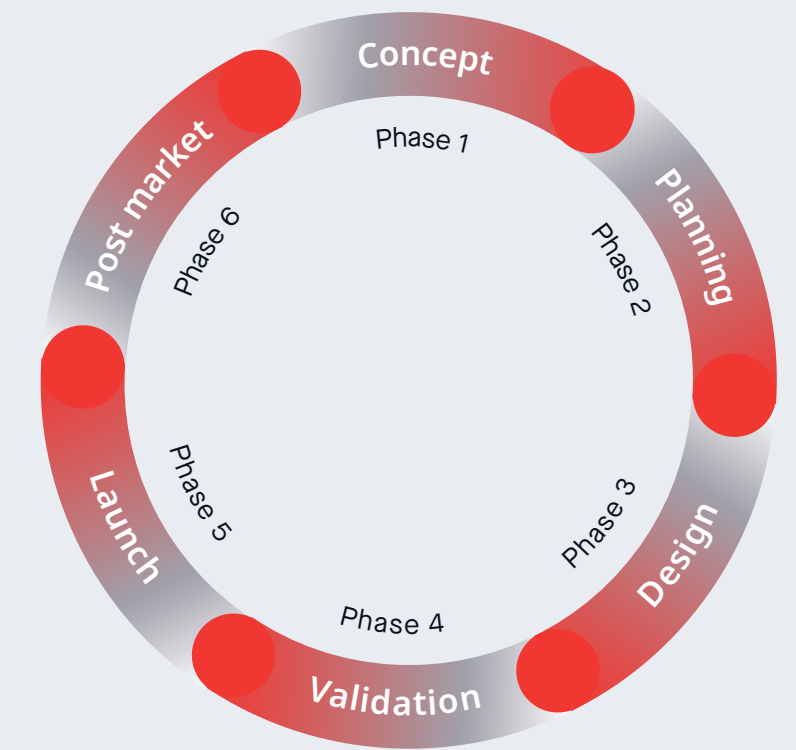 Concept
Phase 1
Planning
Phase 2
Design
Phase 3
Validation
Phase 4
Launch
Phase 5
Post market
Phase 6